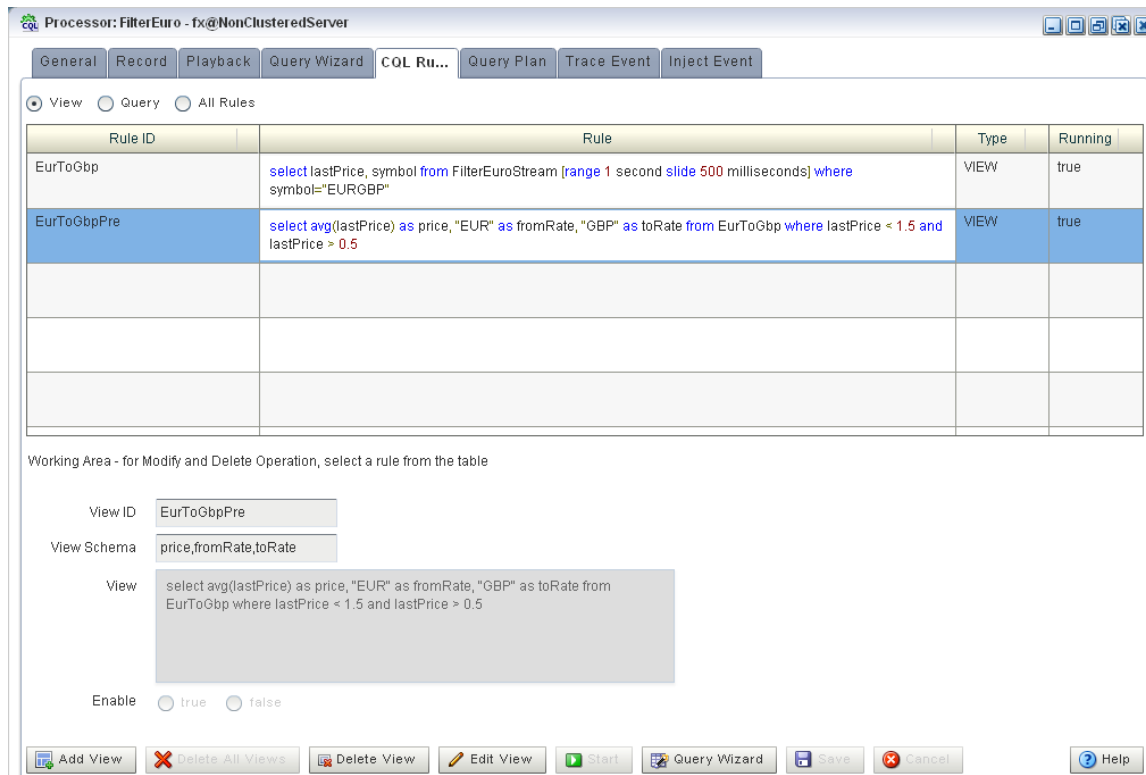 CQL Processor: FilterEuro - fx@NonClusteredServer
General Record Playback Query Wizard CQL Ru... Query Plan Trace Event Inject Event
View Query All Rules
Rule ID Rule Type Running
EurToGbp select lastPrice, symbol from FilterEuroStream [range 1 second slide 500 milliseconds] where VIEW true
symbol="EURGBP"
EurToGbpPre select avg(lastPrice) as price, "EUR" as fromRate, "GBP" as toRate from EurToGbp where lastPrice < 1.5 and VIEW true
lastPrice > 0.5
Working Area - for Modify and Delete Operation, select a rule from the table
View ID EurToGbpPre
View Schema price,fromRate,toRate
View select avg(lastPrice) as price, "EUR" as fromRate, "GBP" as toRate from
EurToGbp where lastPrice < 1.5 and lastPrice > 0.5
Enable true false
Add View Delete All Views Delete View Edit View Start Query Wizard Save Cancel Help